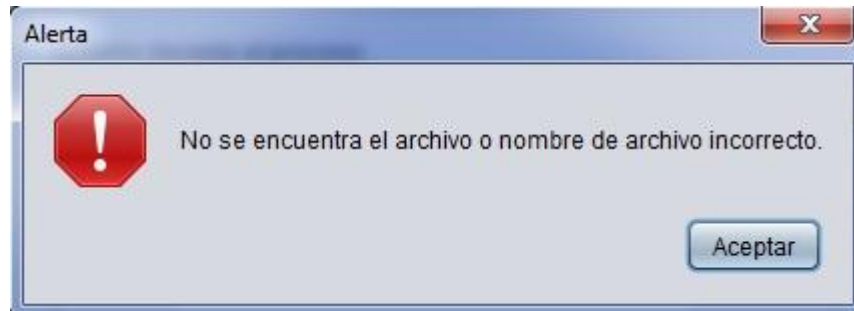 Alerta
No se encuentra el archivo o nombre de archivo incorrecto.
Aceptar